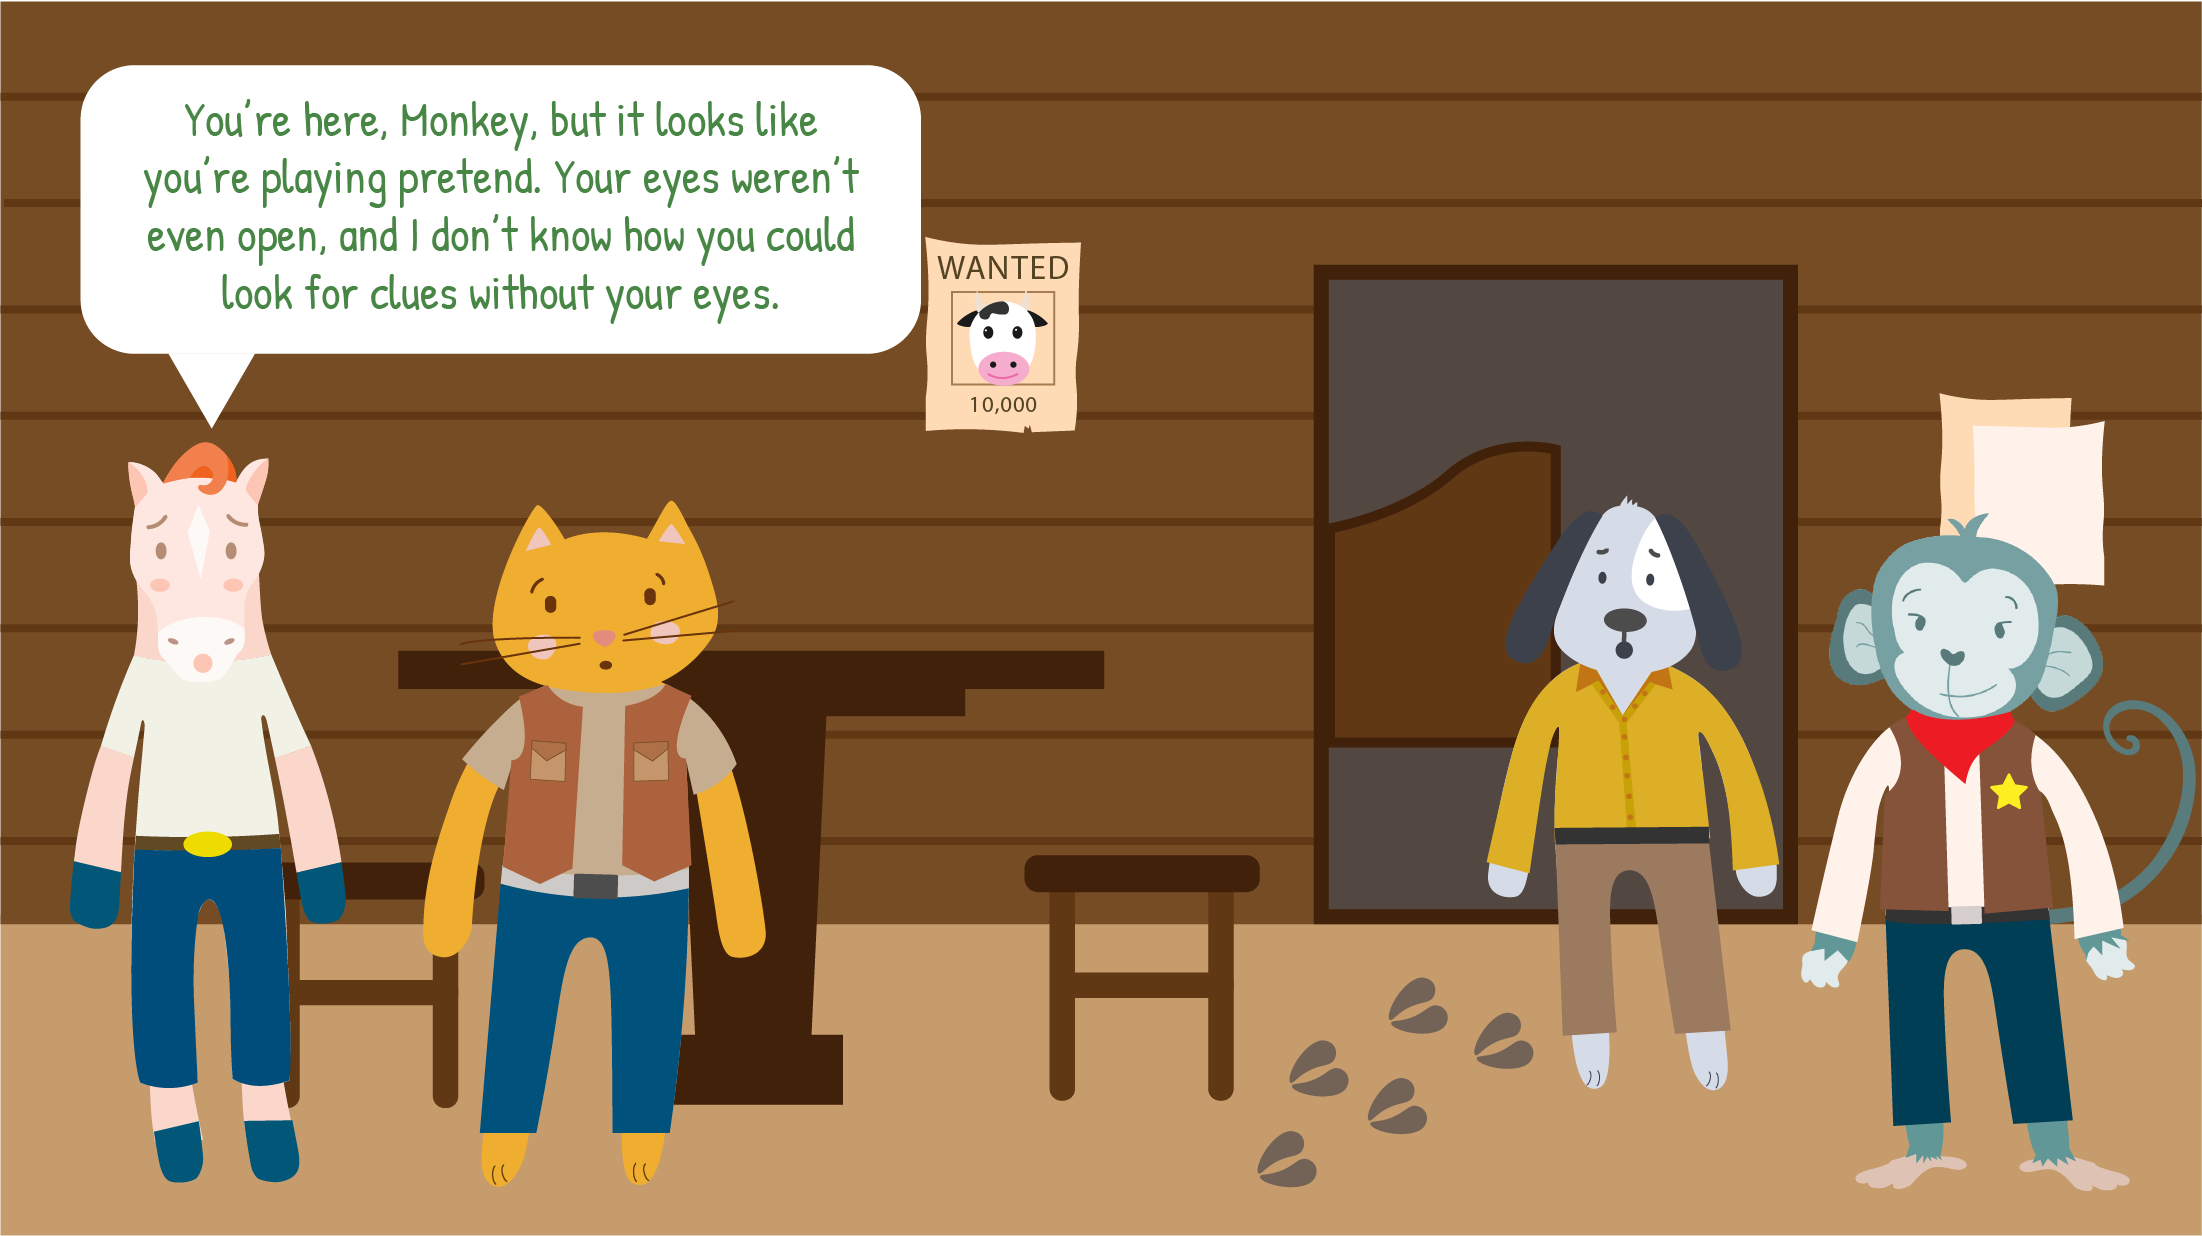 You're here, Monkey, but it looks like
you're playing pretend. Your eyes weren't
even open, and I don't know how you could
look for clues without your eyes.
WANTED
10,000